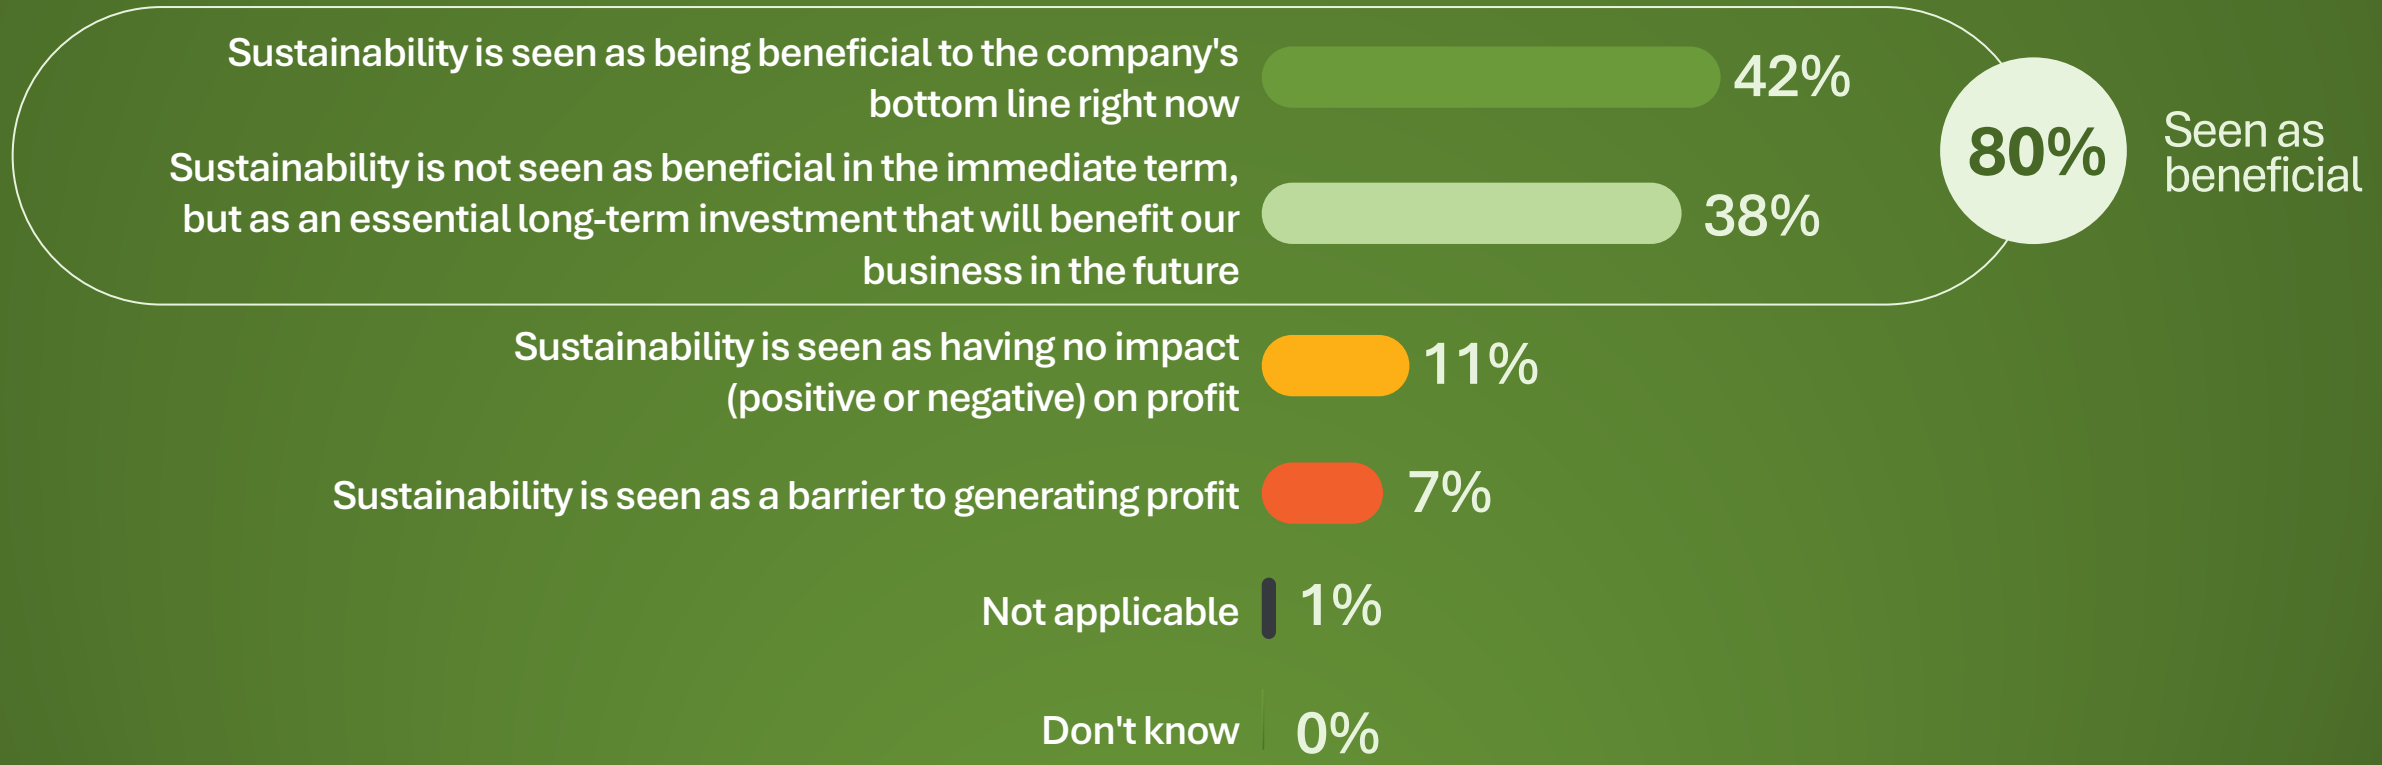 Sustainability is seen as being beneficial to the company's
bottom line right now
42%
Sustainability is not seen as beneficial in the immediate term,
but as an essential long-term investment that will benefit our
business in the future
38%
80%
Seen as
beneficial
Sustainability is seen as having no impact
(positive or negative) on profit
11%
Sustainability is seen as a barrier to generating profit
7%
Not applicable
1%
Don't know
0%